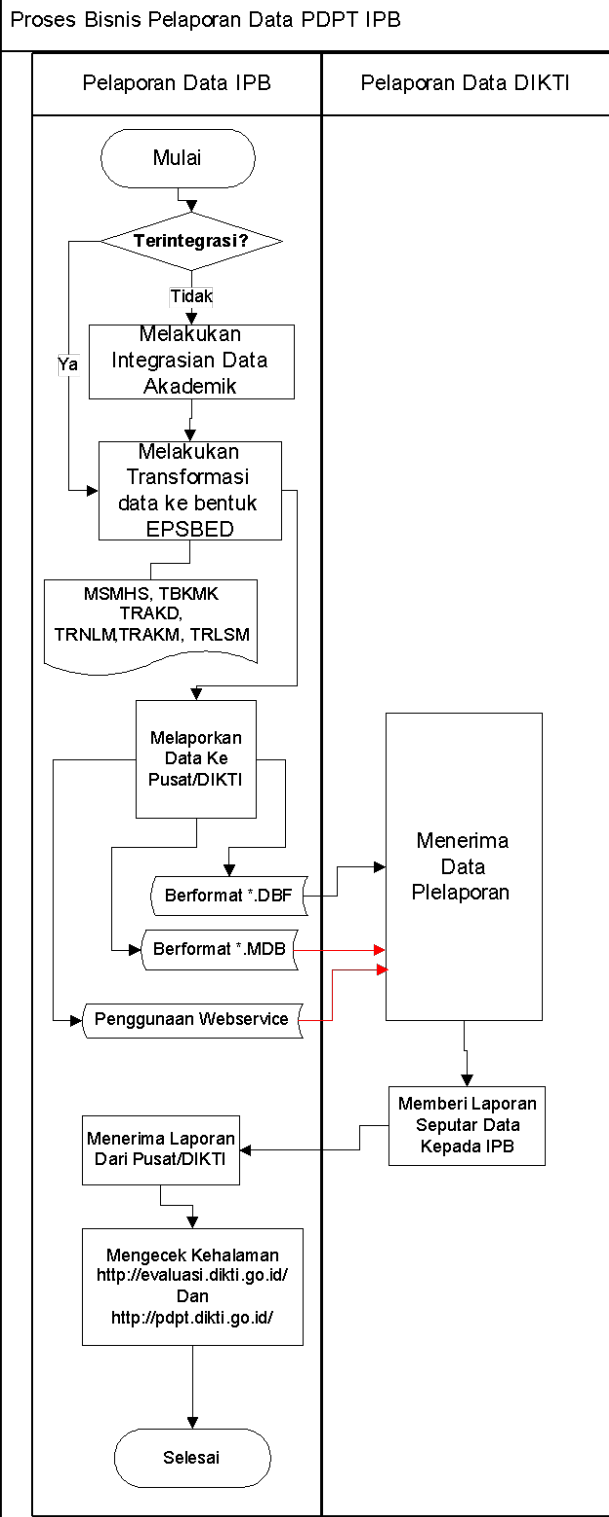 Proses Bisnis Pelaporan Data PDPT IPB
Pelaporan Data IPB
Pelaporan Data DIKTI
Mulai
Terintegrasi?
Tidak
Ya
Melakukan
Integrasian Data
Akademik
Melakukan
Transformasi
data ke bentuk
EPSBED
MSMHS, TBKMK
TRAKD,
TRNLM,TRAKM, TRLSM
Melaporkan
Data Ke
Pusat/DIKTI
Berformat *.DBF
Berformat *.MDB
Penggunaan Webservice
Menerima
Data
Plelaporan
Memberi Laporan
Seputar Data
Kepada IPB
Menerima Laporan
Dari Pusat/DIKTI
Mengecek Kehalaman
http://evaluasi.dikti.go.id/
Dan
http://pdpt.dikti.go.id/
Selesai